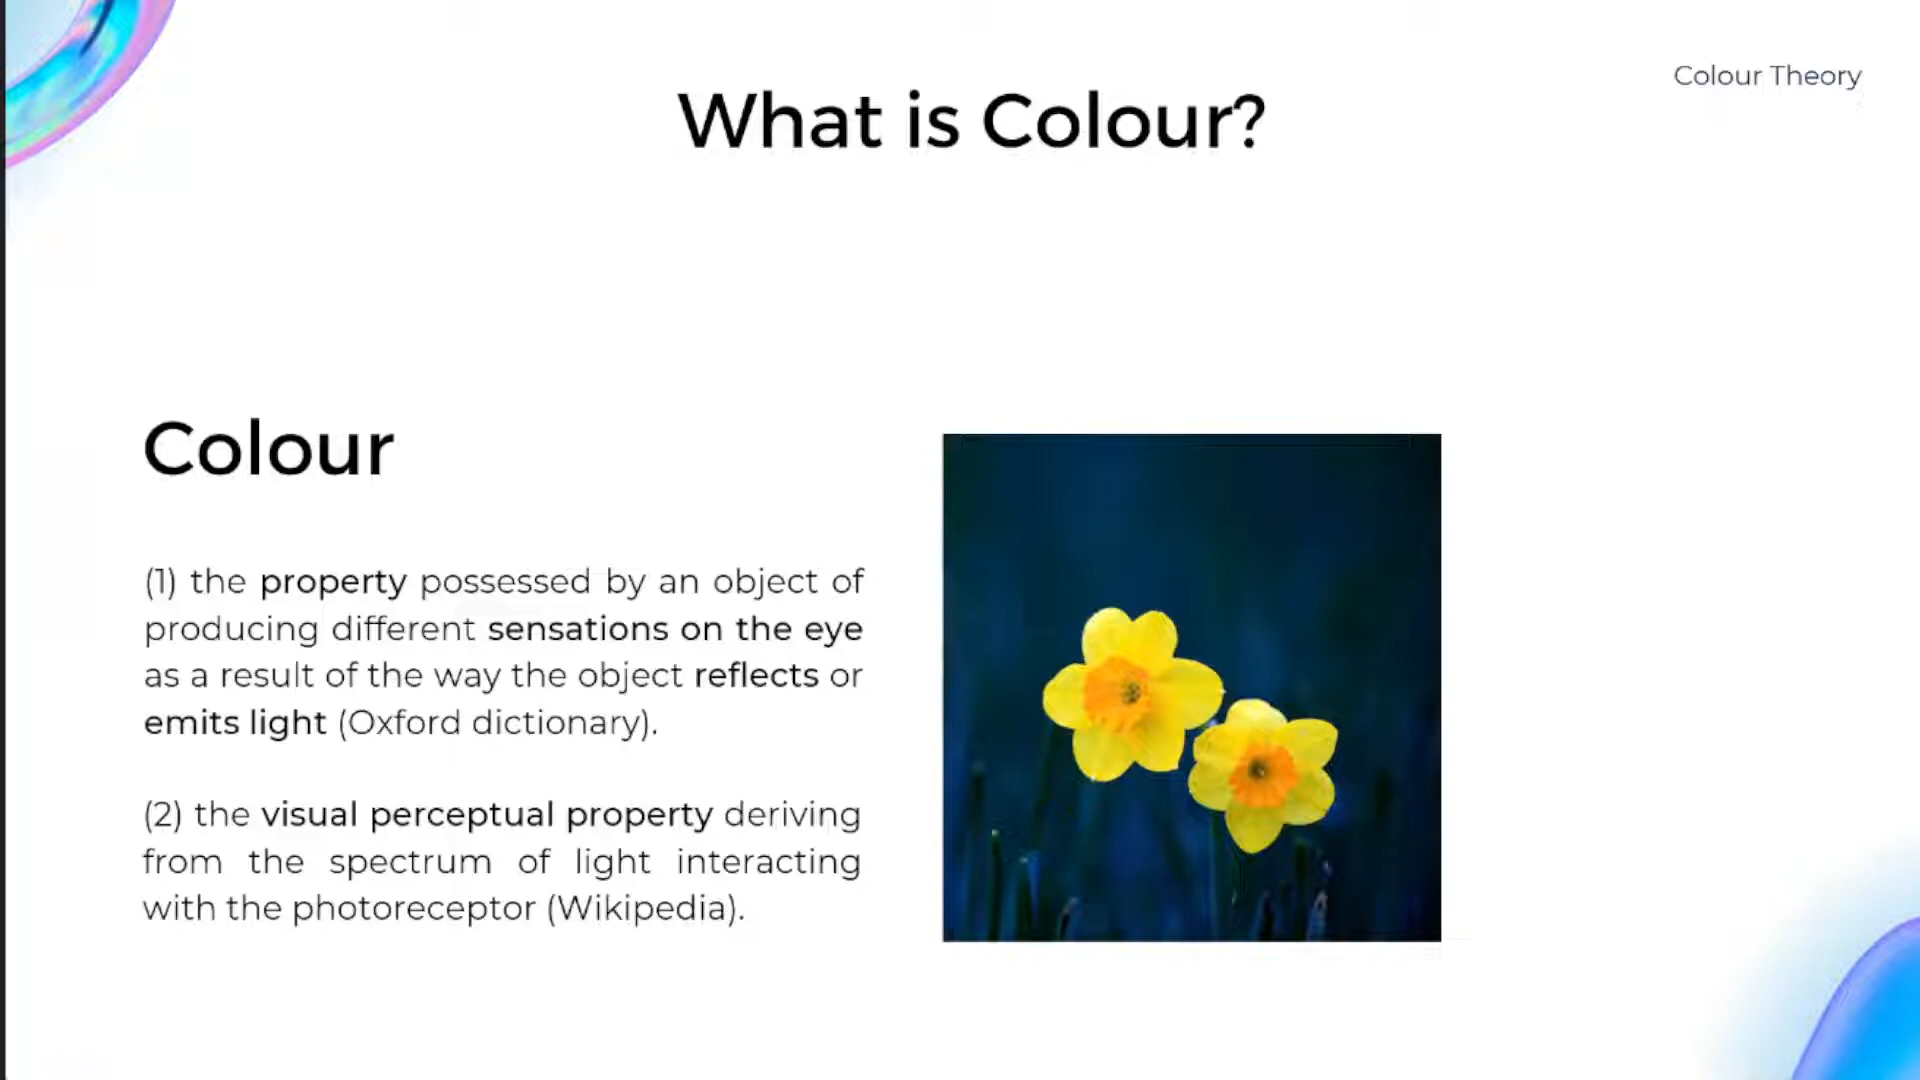 Colour Theory
What is Colour?
Colour
(1) the property possessed by an object of
producing different sensations on the eye
as a result of the way the object reflects or
emits light (Oxford dictionary).
(2) the visual perceptual property deriving
from the spectrum of light interacting
with the photoreceptor (Wikipedia).